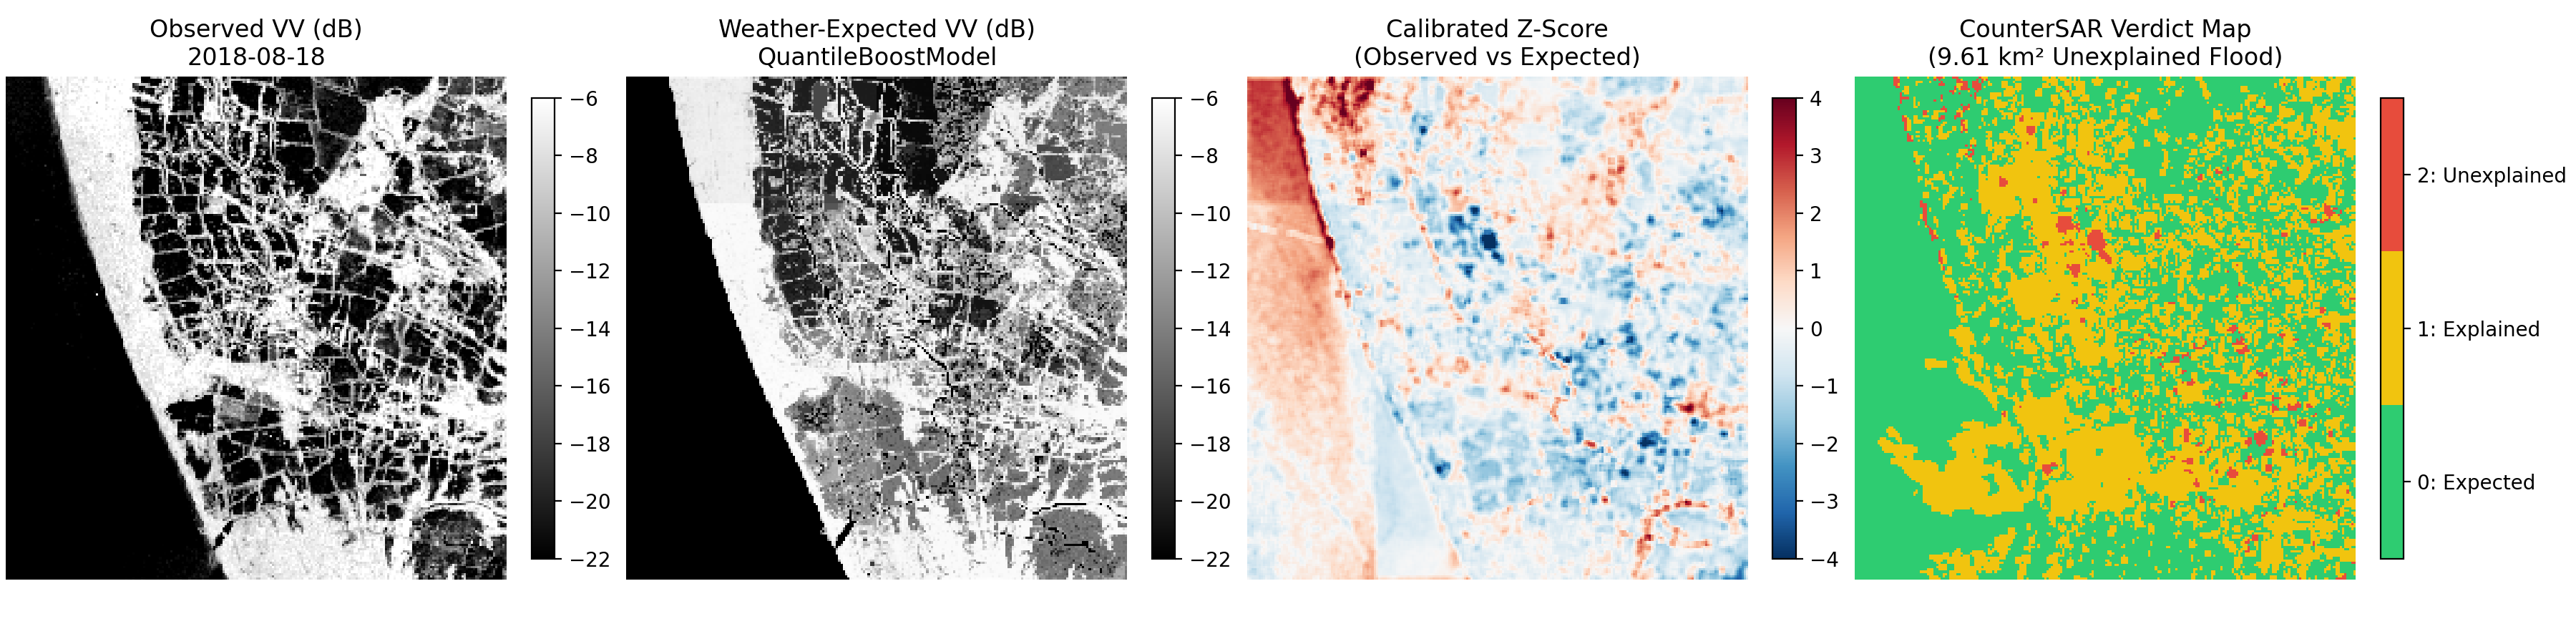 Observed VV (dB)
2018-08-18
−6
−8
−10
−12
−14
−16
−18
−20
−22
Weather-Expected VV (dB)
QuantileBoostModel
−6
−8
−10
−12
−14
−16
−18
−20
−22
Calibrated Z-Score
(Observed vs Expected)
4
3
2
1
0
−1
−2
−3
−4
CounterSAR Verdict Map
(9.61 km² Unexplained Flood)
2: Unexplained
1: Explained
0: Expected